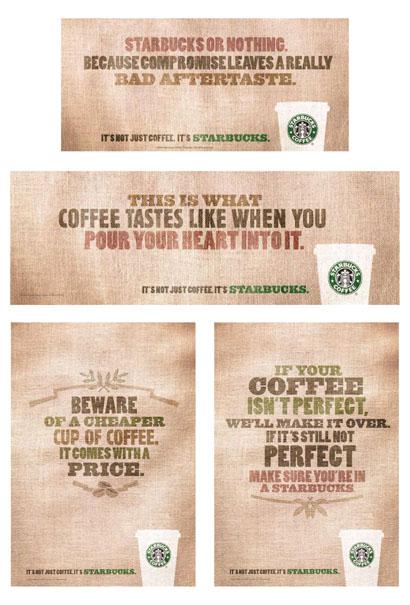 STARBUCKS OR NOTHING.
BECAUSE COMPROMISE LEAVES A REALLY
BAD AFTERTASTE.
IT'S NOT JUST COFFEE. IT'S STARBUCKS.
STARBUCKS
COFFEE
THIS IS WHAT
COFFEE TASTES LIKE WHEN YOU
POUR YOUR HEART INTO IT.
IT'S NOT JUST COFFEE. IT'S STARBUCKS.
STARBUCKS
COFFEE
BEWARE
OF A CHEAPER
CUP OF COFFEE.
IT COMES WITH A
PRICE.
IT'S NOT JUST COFFEE. IT'S STARBUCKS.
STARBUCKS
COFFEE
IF YOUR
COFFEE
ISN'T PERFECT,
WE'LL MAKE IT OVER.
IF IT'S STILL NOT
PERFECT
MAKE SURE YOU'RE IN
A STARBUCKS
IT'S NOT JUST COFFEE. IT'S STARBUCKS.
STARBUCKS
COFFEE